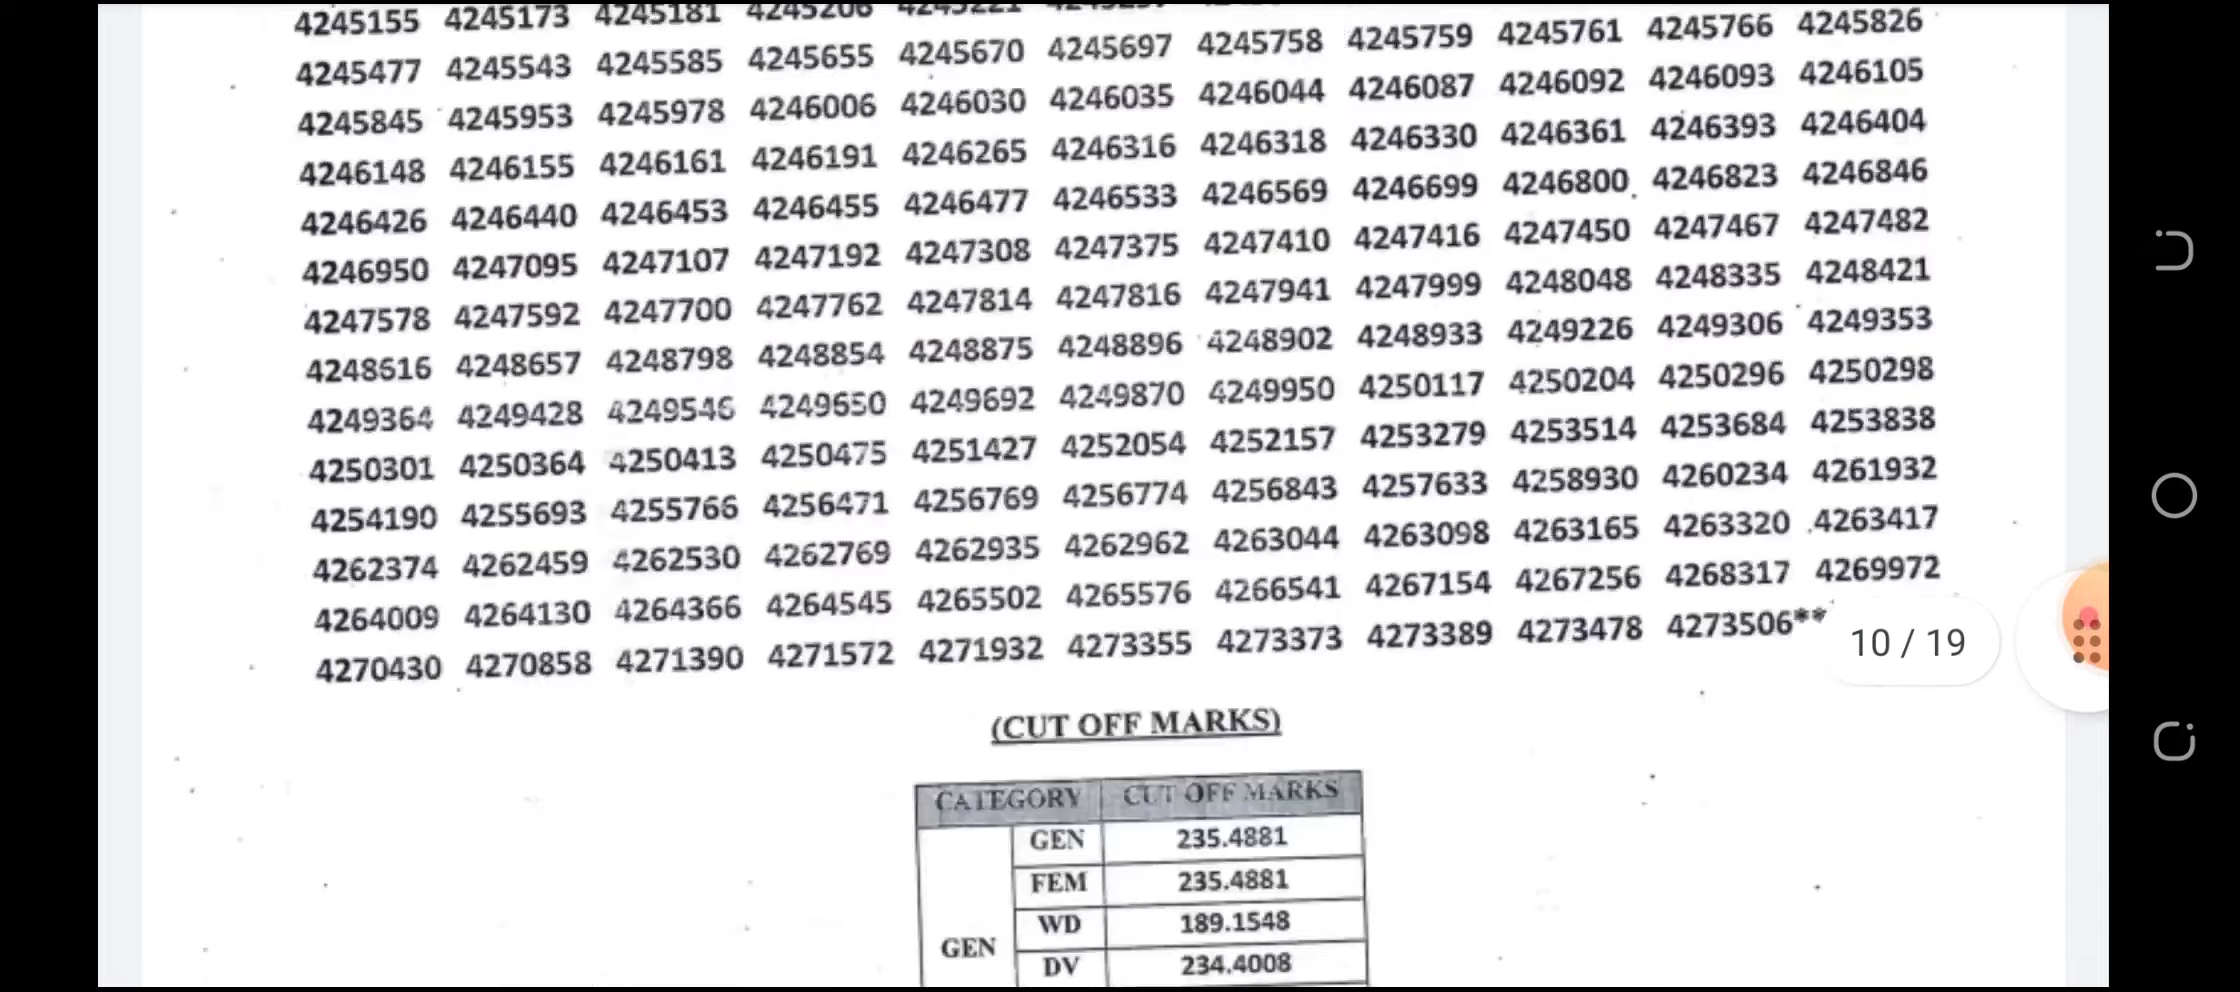 4245155 4245173 4245181 4245206
4245477 4245543 4245585 4245655 4245670 4245697 4245758 4245759 4245761 4245766 4245826
4245845 4245953 4245978 4246006 4246030 4246035 4246044 4246087 4246092 4246093 4246105
4246148 4246155 4246161 4246191 4246265 4246316 4246318 4246330 4246361 4246393 4246404
4246426 4246440 4246453 4246455 4246477 4246533 4246569 4246699 4246800 4246823 4246846
4246950 4247095 4247107 4247192 4247308 4247375 4247410 4247416 4247450 4247467 4247482
4247578 4247592 4247700 4247762 4247814 4247816 4247941 4247999 4248048 4248335 4248421
4248616 4248657 4248798 4248854 4248875 4248896 4248902 4248933 4249226 4249306 4249353
4249364 4249428 4249546 4249650 4249692 4249870 4249950 4250117 4250204 4250296 4250298
4250301 4250364 4250413 4250475 4251427 4252054 4252157 4253279 4253514 4253684 4253838
4254190 4255693 4255766 4256471 4256769 4256774 4256843 4257633 4258930 4260234 4261932
4262374 4262459 4262530 4262769 4262935 4262962 4263044 4263098 4263165 4263320 4263417
4264009 4264130 4264366 4264545 4265502 4265576 4266541 4267154 4267256 4268317 4269972
4270430 4270858 4271390 4271572 4271932 4273355 4273373 4273389 4273478 4273506**
10 / 19
(CUT OFF MARKS)
CATEGORY CUT OFF MARKS
GEN 235.4881
FEM 235.4881
WD 189.1548
GEN
DV 234.4008